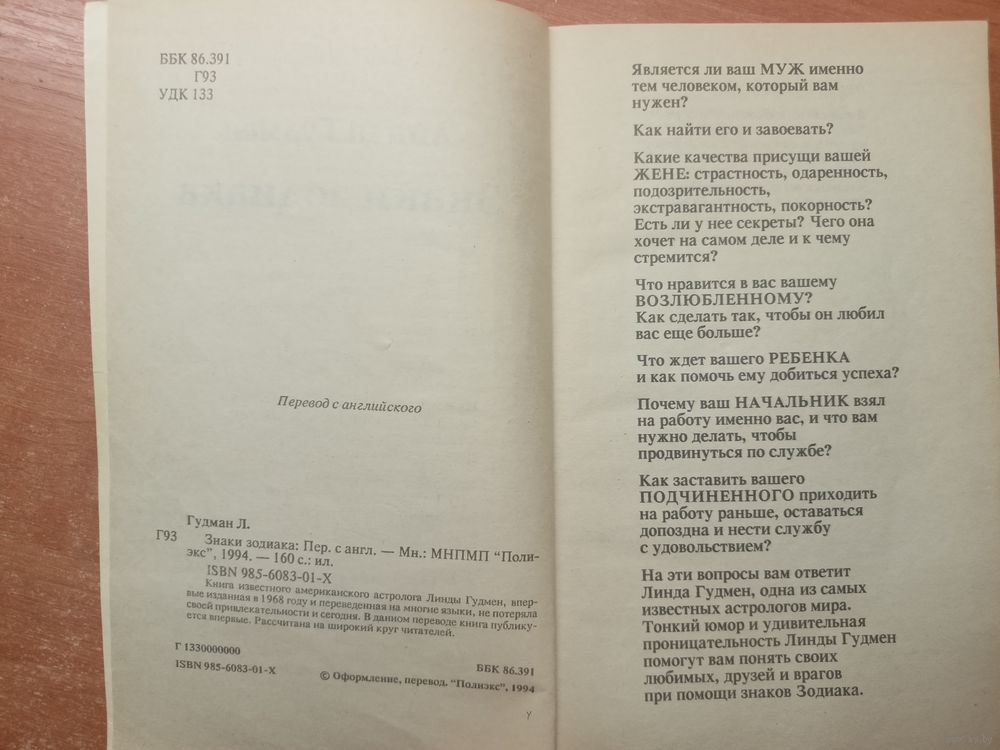 ББК 86.391
Г93
УДК 133
Перевод с английского
Гудман Л.
Г93 Знаки зодиака: Пер. с англ. — Мн.: МНПМП "Поли-
экс", 1994. — 160 с.: ил.
ISBN 985-6083-01-X
Книга известного американского астролога Линды Гудмен, впер-
вые изданная в 1968 году и переведенная на многие языки, не потеряла
своей привлекательности и сегодня. В данном переводе книга публику-
ется впервые. Рассчитана на широкий круг читателей.
Г 1330000000
ББК 86.391
ISBN 985-6083-01-X
© Оформление, перевод. "Полиэкс", 1994
Является ли ваш МУЖ именно
тем человеком, который вам
нужен?
Как найти его и завоевать?
Какие качества присущи вашей
ЖЕНЕ: страстность, одаренность,
подозрительность,
экстравагантность, покорность?
Есть ли у нее секреты? Чего она
хочет на самом деле и к чему
стремится?
Что нравится в вас вашему
ВОЗЛЮБЛЕННОМУ?
Как сделать так, чтобы он любил
вас еще больше?
Что ждет вашего РЕБЕНКА
и как помочь ему добиться успеха?
Почему ваш НАЧАЛЬНИК взял
на работу именно вас, и что вам
нужно делать, чтобы
продвинуться по службе?
Как заставить вашего
ПОДЧИНЕННОГО приходить
на работу раньше, оставаться
допоздна и нести службу
с удовольствием?
На эти вопросы вам ответит
Линда Гудмен, одна из самых
известных астрологов мира.
Тонкий юмор и удивительная
проницательность Линды Гудмен
помогут вам понять своих
любимых, друзей и врагов
при помощи знаков Зодиака.